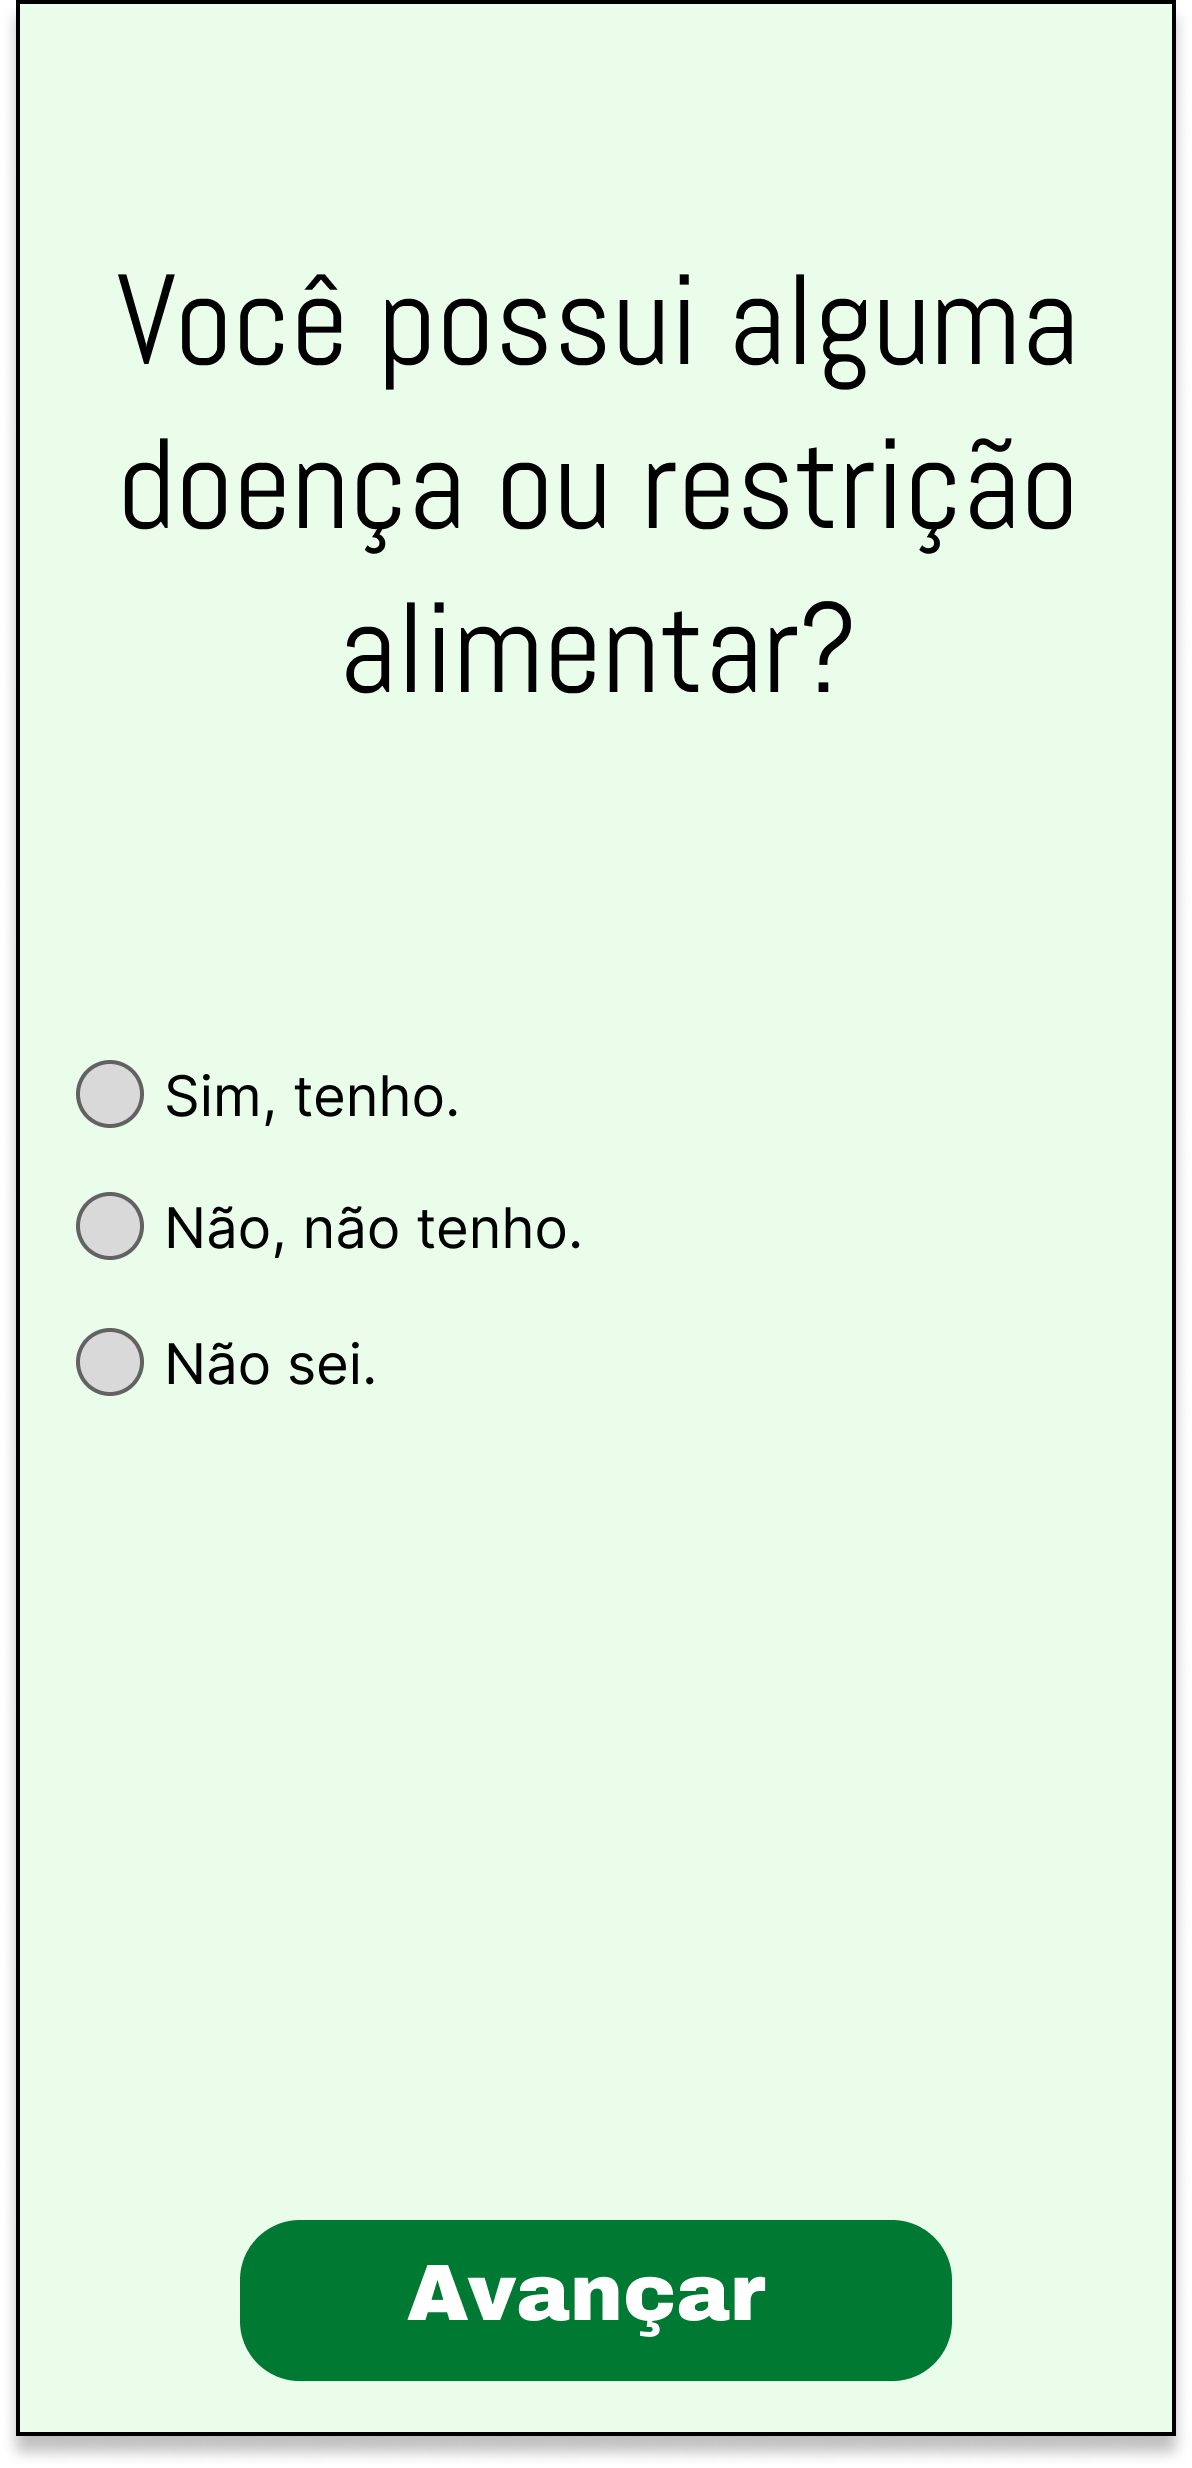 Você possui alguma
doença ou restrição
alimentar?
Sim, tenho.
Não, não tenho.
Não sei.
Avançar